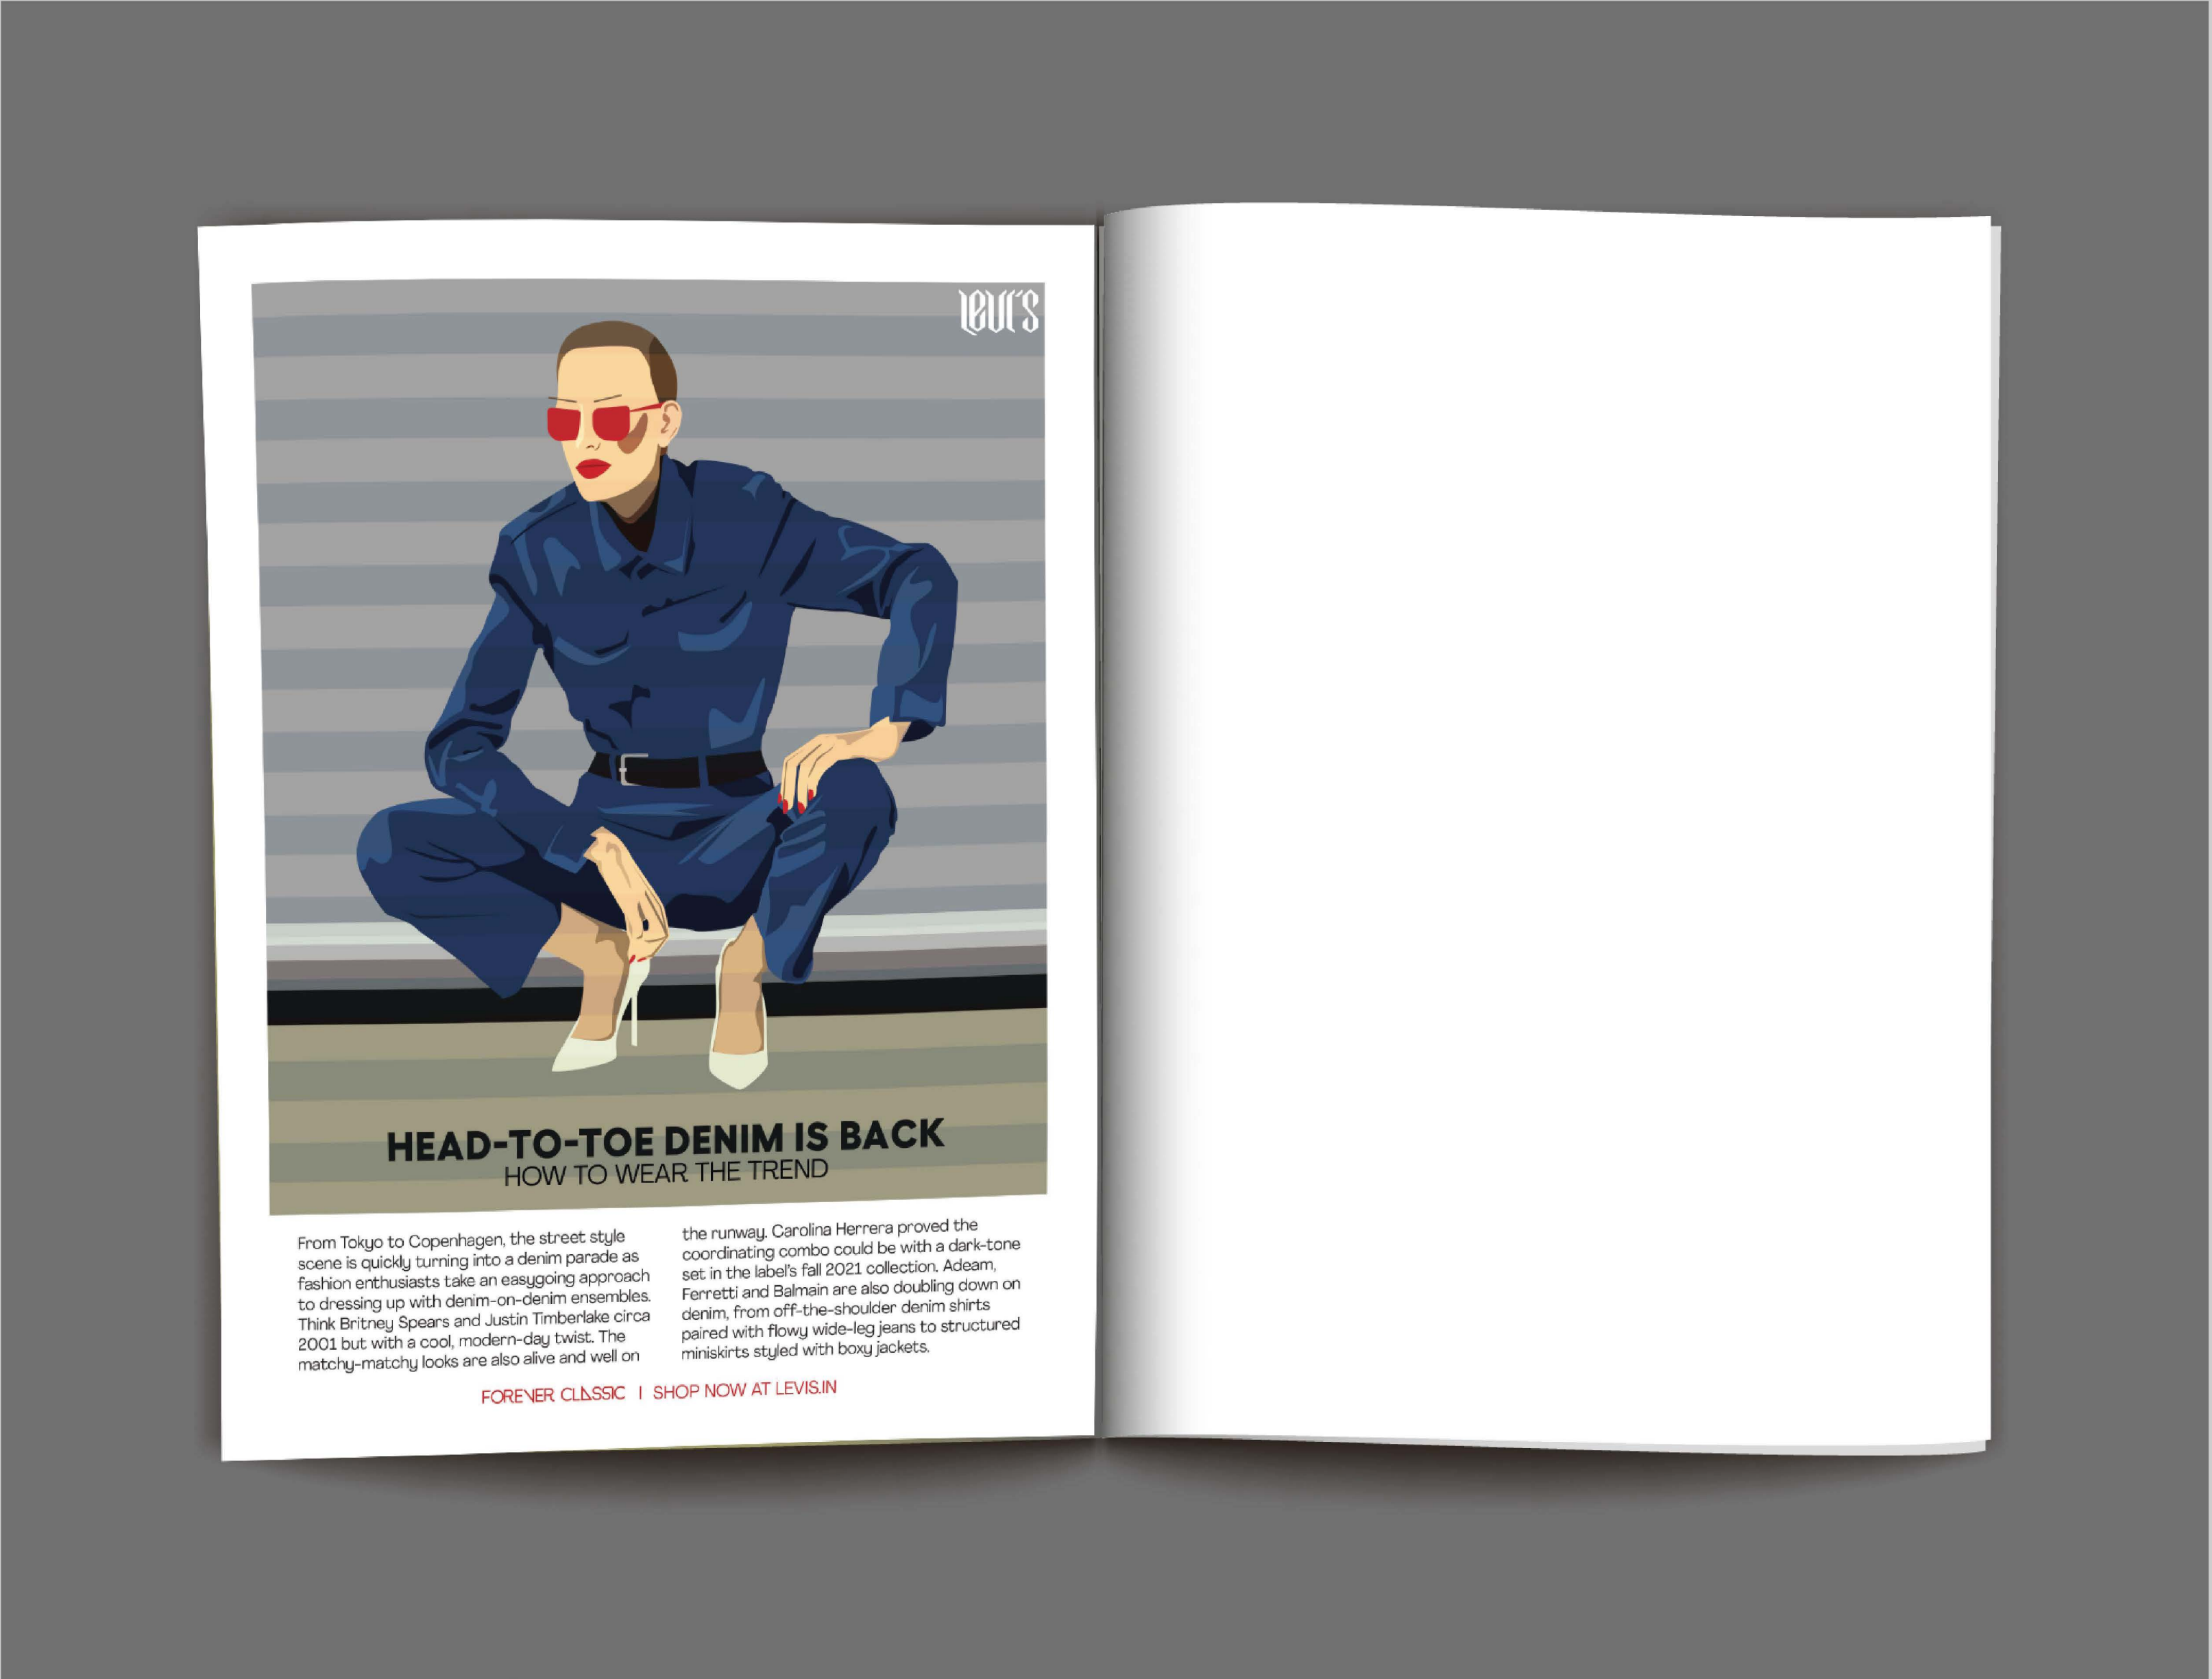 LEVI'S
HEAD-TO-TOE DENIM IS BACK
HOW TO WEAR THE TREND
From Tokyo to Copenhagen, the street style
scene is quickly turning into a denim parade as
fashion enthusiasts take an easygoing approach
to dressing up with denim-on-denim ensembles.
Think Britney Spears and Justin Timberlake circa
2001 but with a cool, modern-day twist. The
matchy-matchy looks are also alive and well on
the runway. Carolina Herrera proved the
coordinating combo could be with a dark-tone
set in the label's fall 2021 collection. Adeam,
Ferretti and Balmain are also doubling down on
denim, from off-the-shoulder denim shirts
paired with flowy wide-leg jeans to structured
miniskirts styled with boxy jackets.
FOREVER CLASSIC | SHOP NOW AT LEVIS.IN